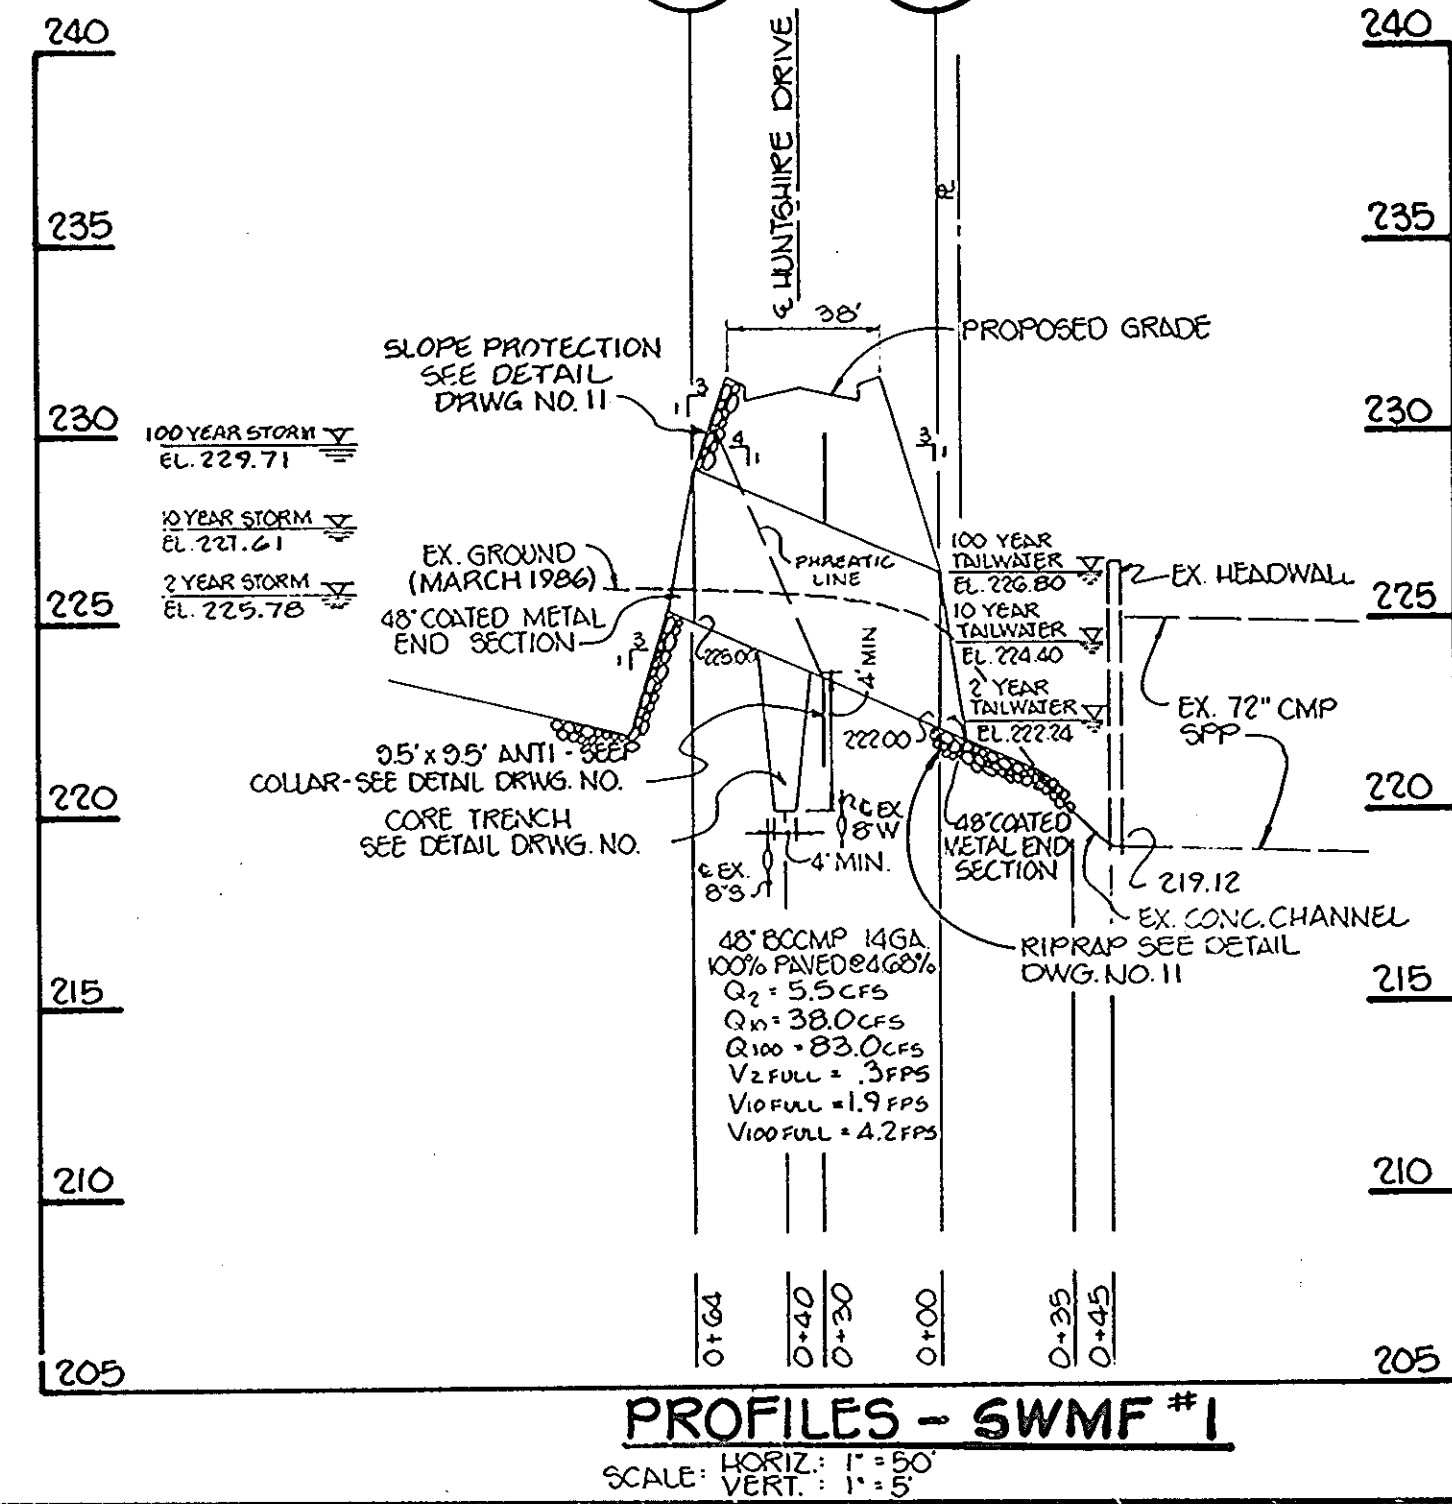 240
240
℄ HUNTSHIRE DRIVE
PL
235
235
38'
PROPOSED GRADE
SLOPE PROTECTION
SEE DETAIL
DRWG NO. 11
3
1
4
1
3
1
230
230
100 YEAR STORM
EL. 229.71
10 YEAR STORM
EL. 227.61
2 YEAR STORM
EL. 225.78
EX. GROUND
(MARCH 1986)
PHREATIC
LINE
100 YEAR
TAILWATER
EL. 226.80
EX. HEADWALL
225
225
48" COATED METAL
END SECTION
3
1
225.00
4' MIN
10 YEAR
TAILWATER
EL. 224.40
2 YEAR
TAILWATER
EL. 222.24
EX. 72" CMP
SPP
222.00
9.5' x 9.5' ANTI-SEEP
COLLAR-SEE DETAIL DRWG. NO.
220
220
CORE TRENCH
SEE DETAIL DRWG. NO.
℄ EX.
8"W
4' MIN.
℄ EX.
8"S
48" COATED
METAL END
SECTION
219.12
EX. CONC. CHANNEL
RIPRAP SEE DETAIL
DWG. NO. 11
48" BCCMP 14GA.
100% PAVED @ 4.68%
Q2 = 5.5 CFS
Q10 = 38.0 CFS
Q100 = 83.0 CFS
V2 FULL = .3 FPS
V10 FULL = 1.9 FPS
V100 FULL = 4.2 FPS
215
215
210
210
0+64
0+40
0+30
0+00
0+35
0+45
205
205
PROFILES - SWMF #1
SCALE: HORIZ.: 1" = 50'
VERT.: 1" = 5'